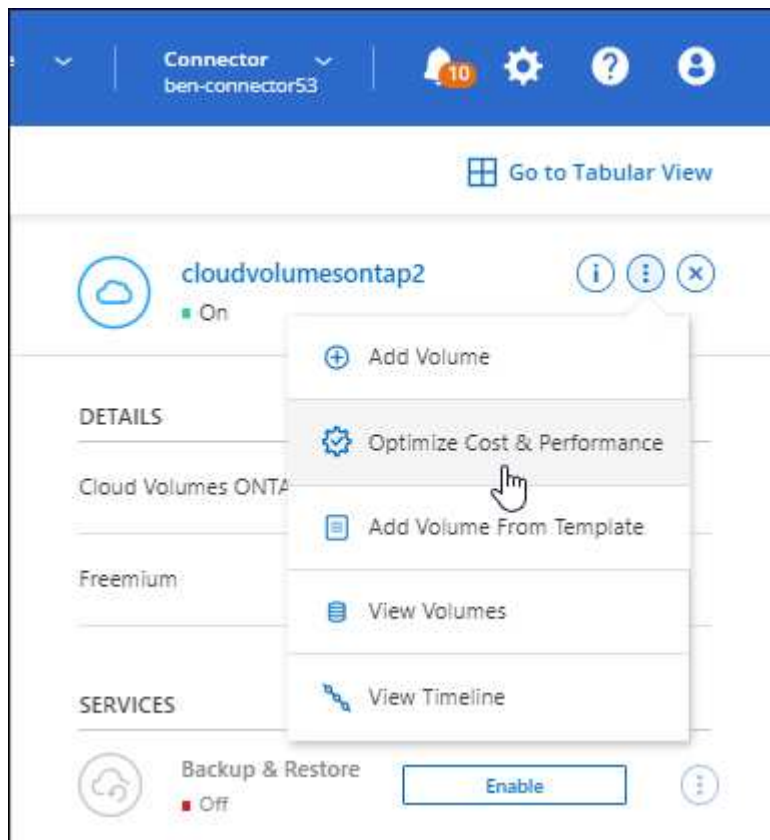 Connector
ben-connector53
10
Go to Tabular View
cloudvolumesontap2
On
Add Volume
DETAILS
Optimize Cost & Performance
Cloud Volumes ONTA
Add Volume From Template
Freemium
View Volumes
View Timeline
SERVICES
Backup & Restore
Off
Enable